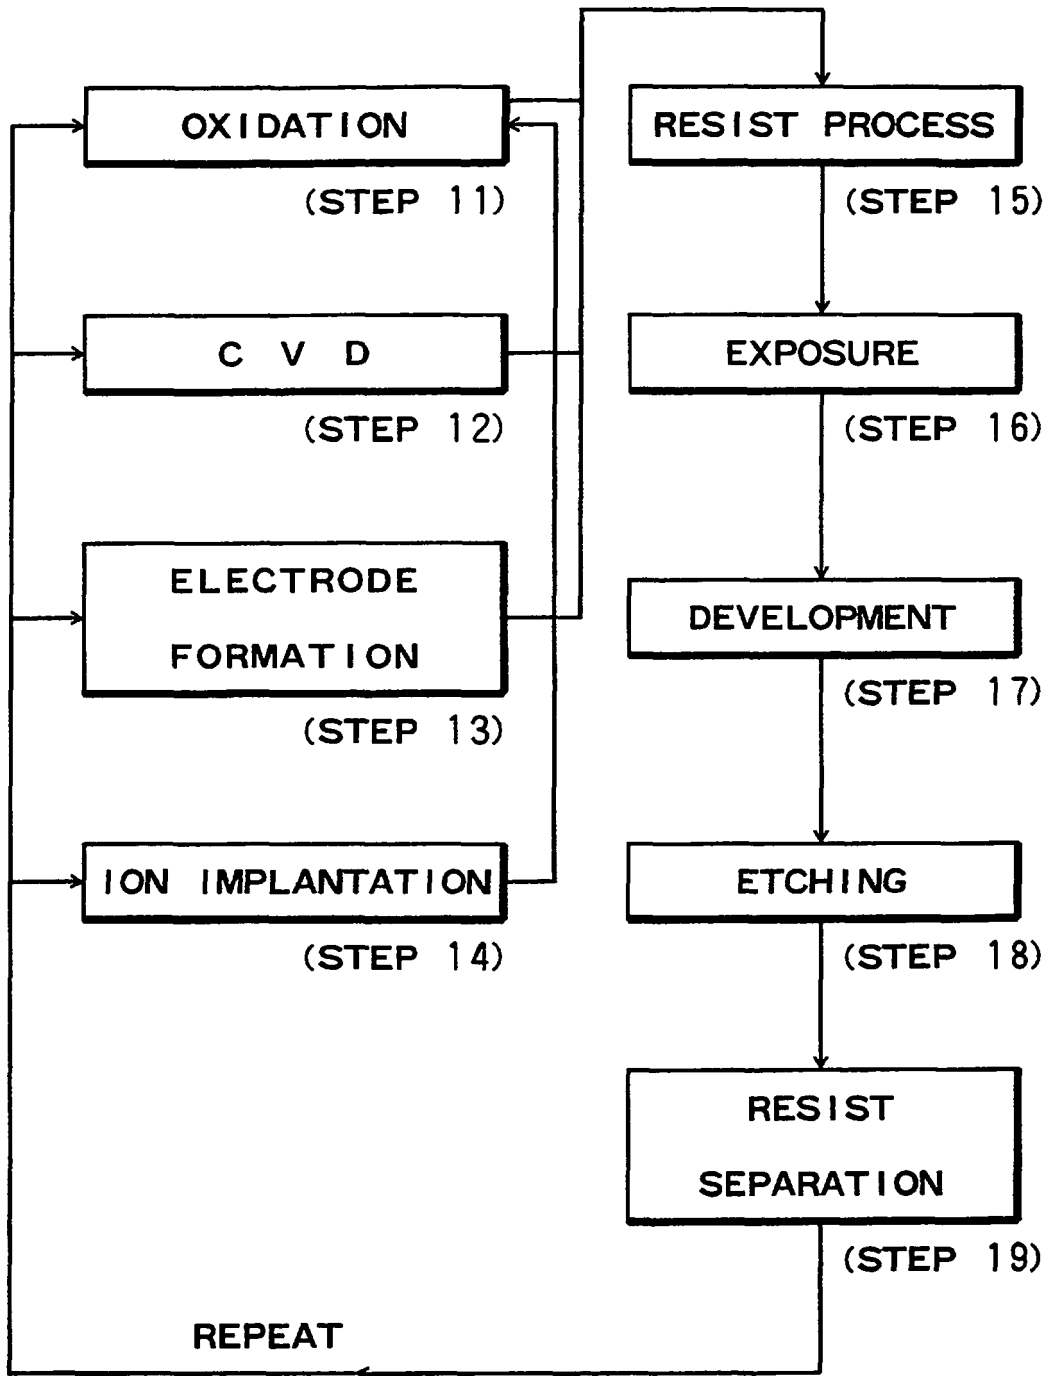 OXIDATION
(STEP 11)
CVD
(STEP 12)
ELECTRODE
FORMATION
(STEP 13)
ION IMPLANTATION
(STEP 14)
RESIST PROCESS
(STEP 15)
EXPOSURE
(STEP 16)
DEVELOPMENT
(STEP 17)
ETCHING
(STEP 18)
RESIST
SEPARATION
(STEP 19)
REPEAT